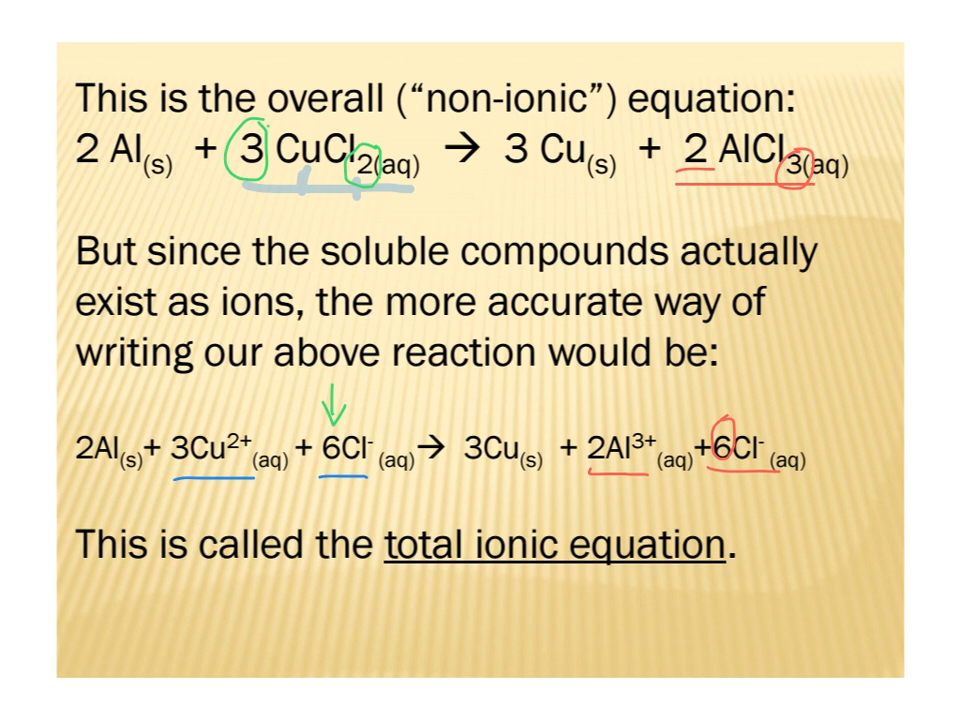 This is the overall (“non-ionic”) equation:
2 Al(s) + 3 CuCl2(aq) → 3 Cu(s) + 2 AlCl3(aq)
But since the soluble compounds actually
exist as ions, the more accurate way of
writing our above reaction would be:
2Al(s)+ 3Cu2+(aq) + 6Cl-(aq)→ 3Cu(s) + 2Al3+(aq)+6Cl-(aq)
This is called the total ionic equation.